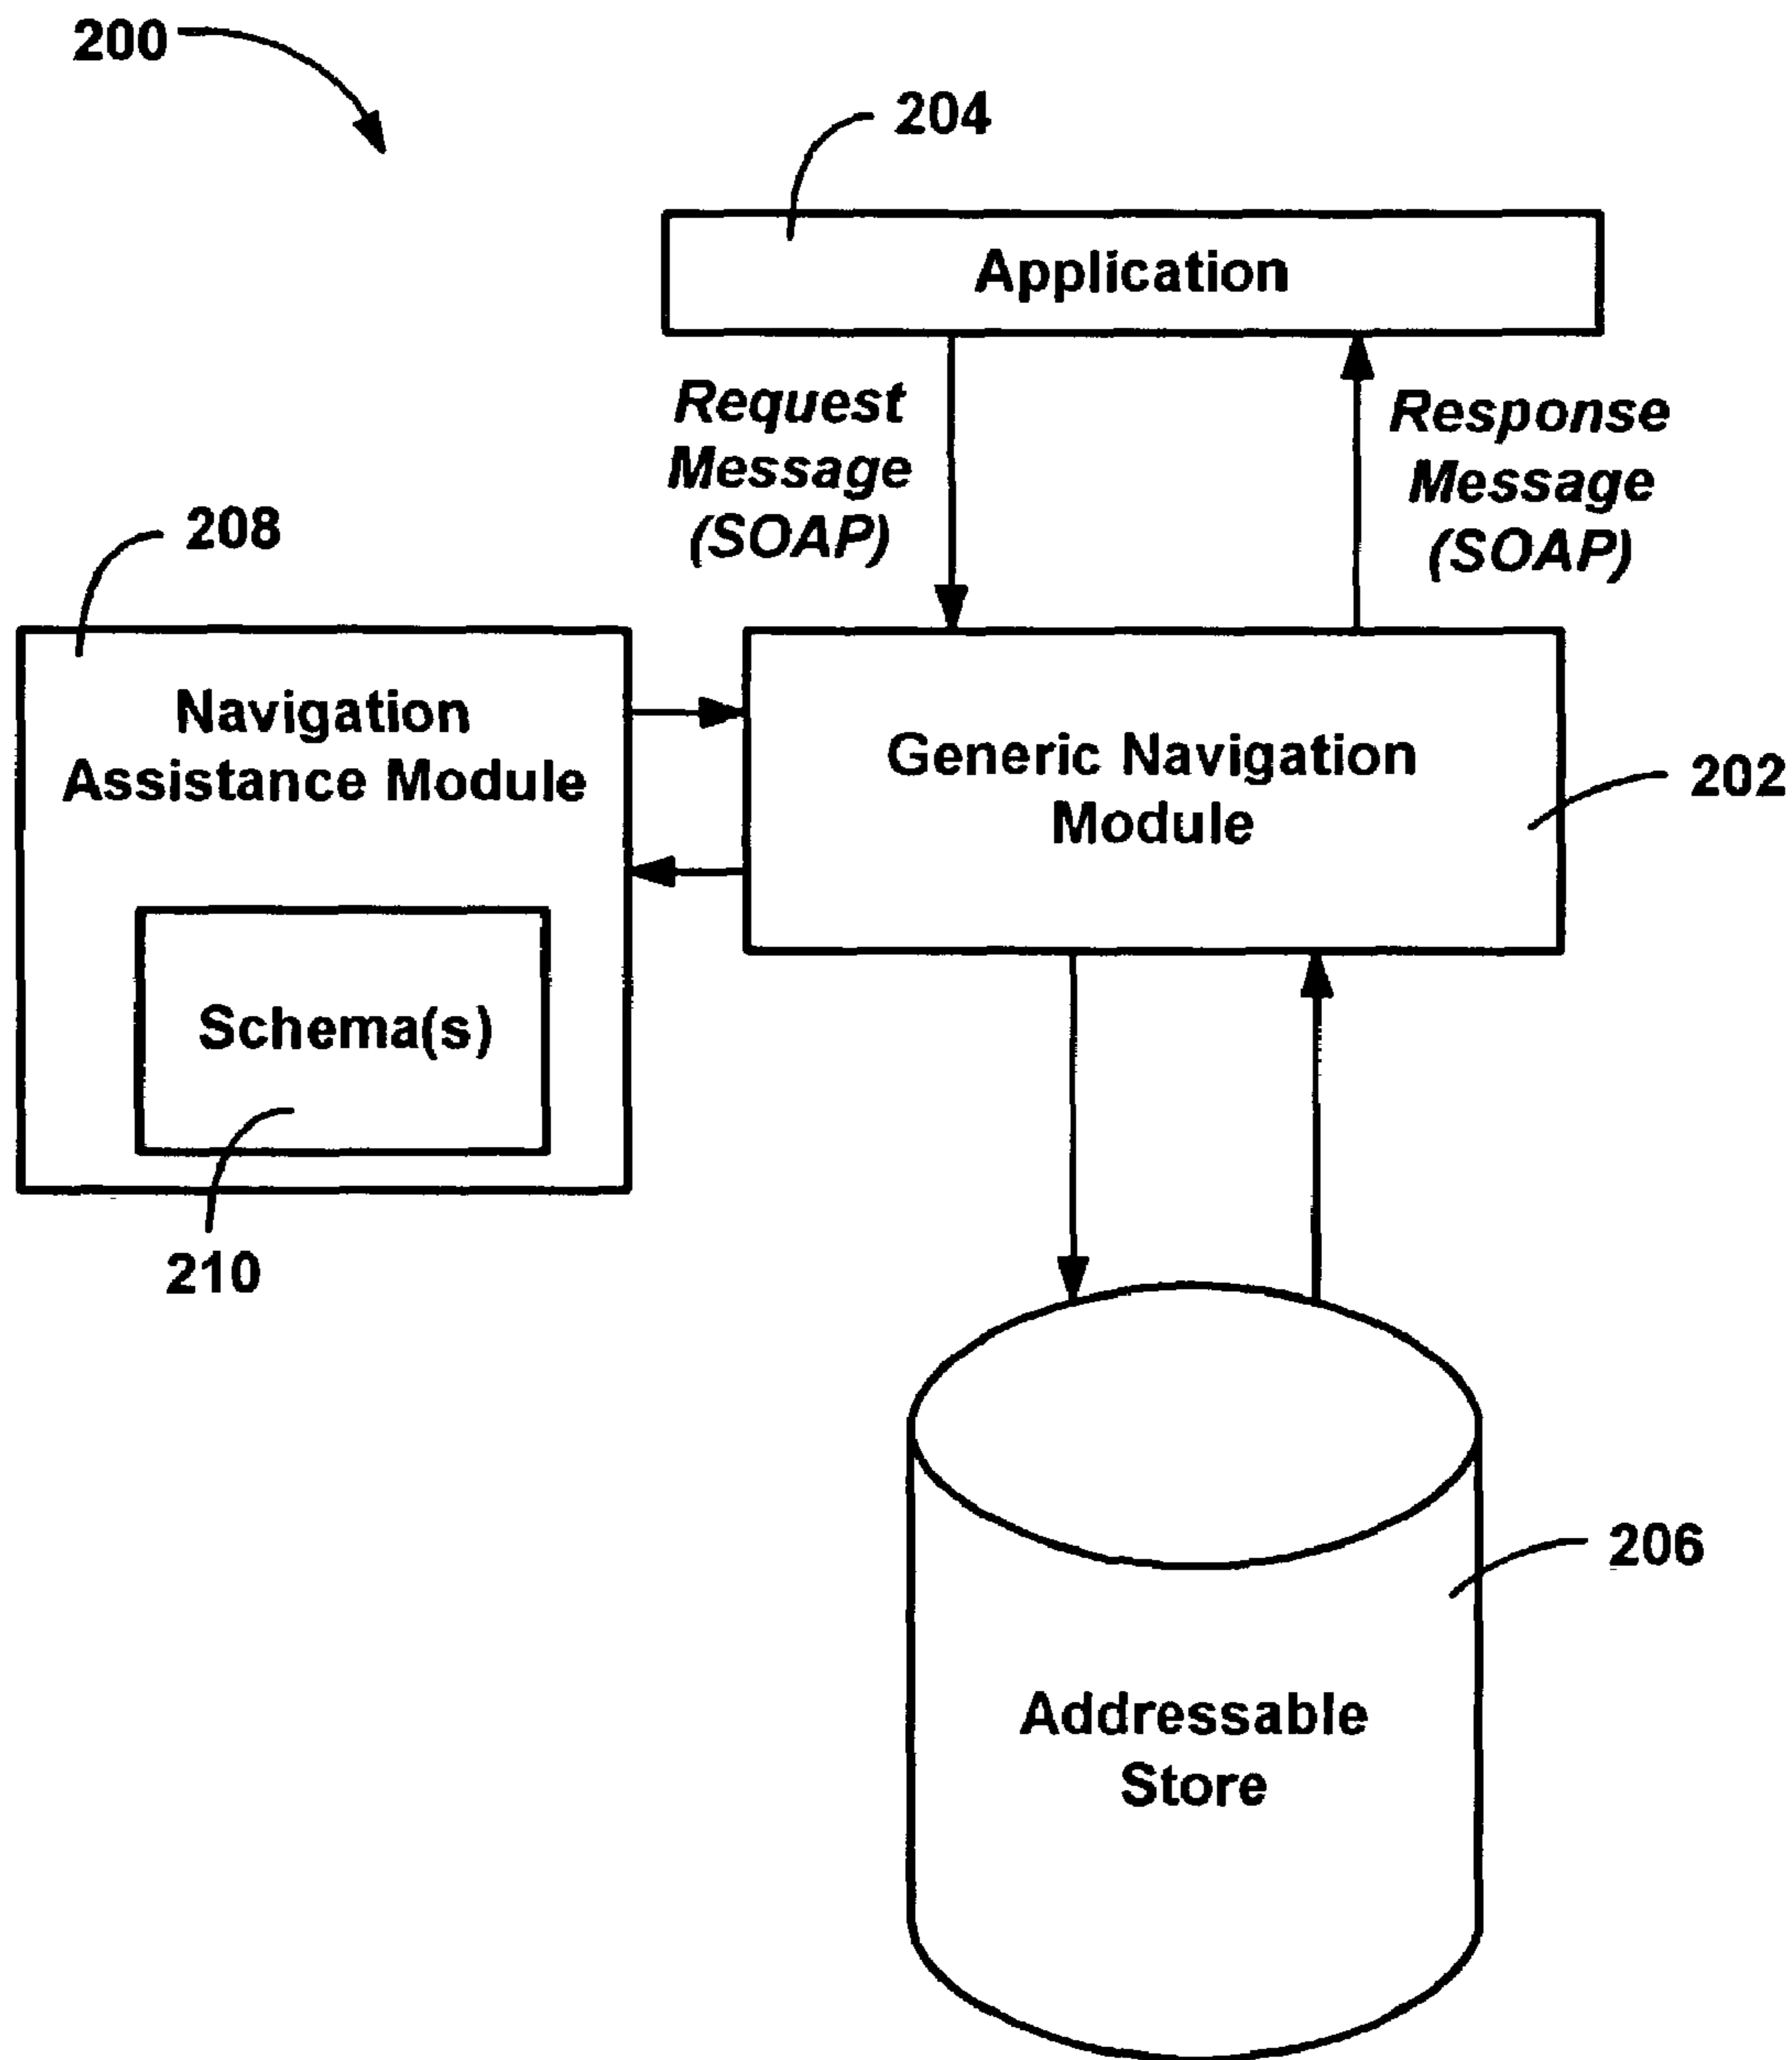 200
204
Application
Request
Message
(SOAP)
Response
Message
(SOAP)
208
Navigation
Assistance Module
Generic Navigation
Module
202
Schema(s)
210
206
Addressable
Store